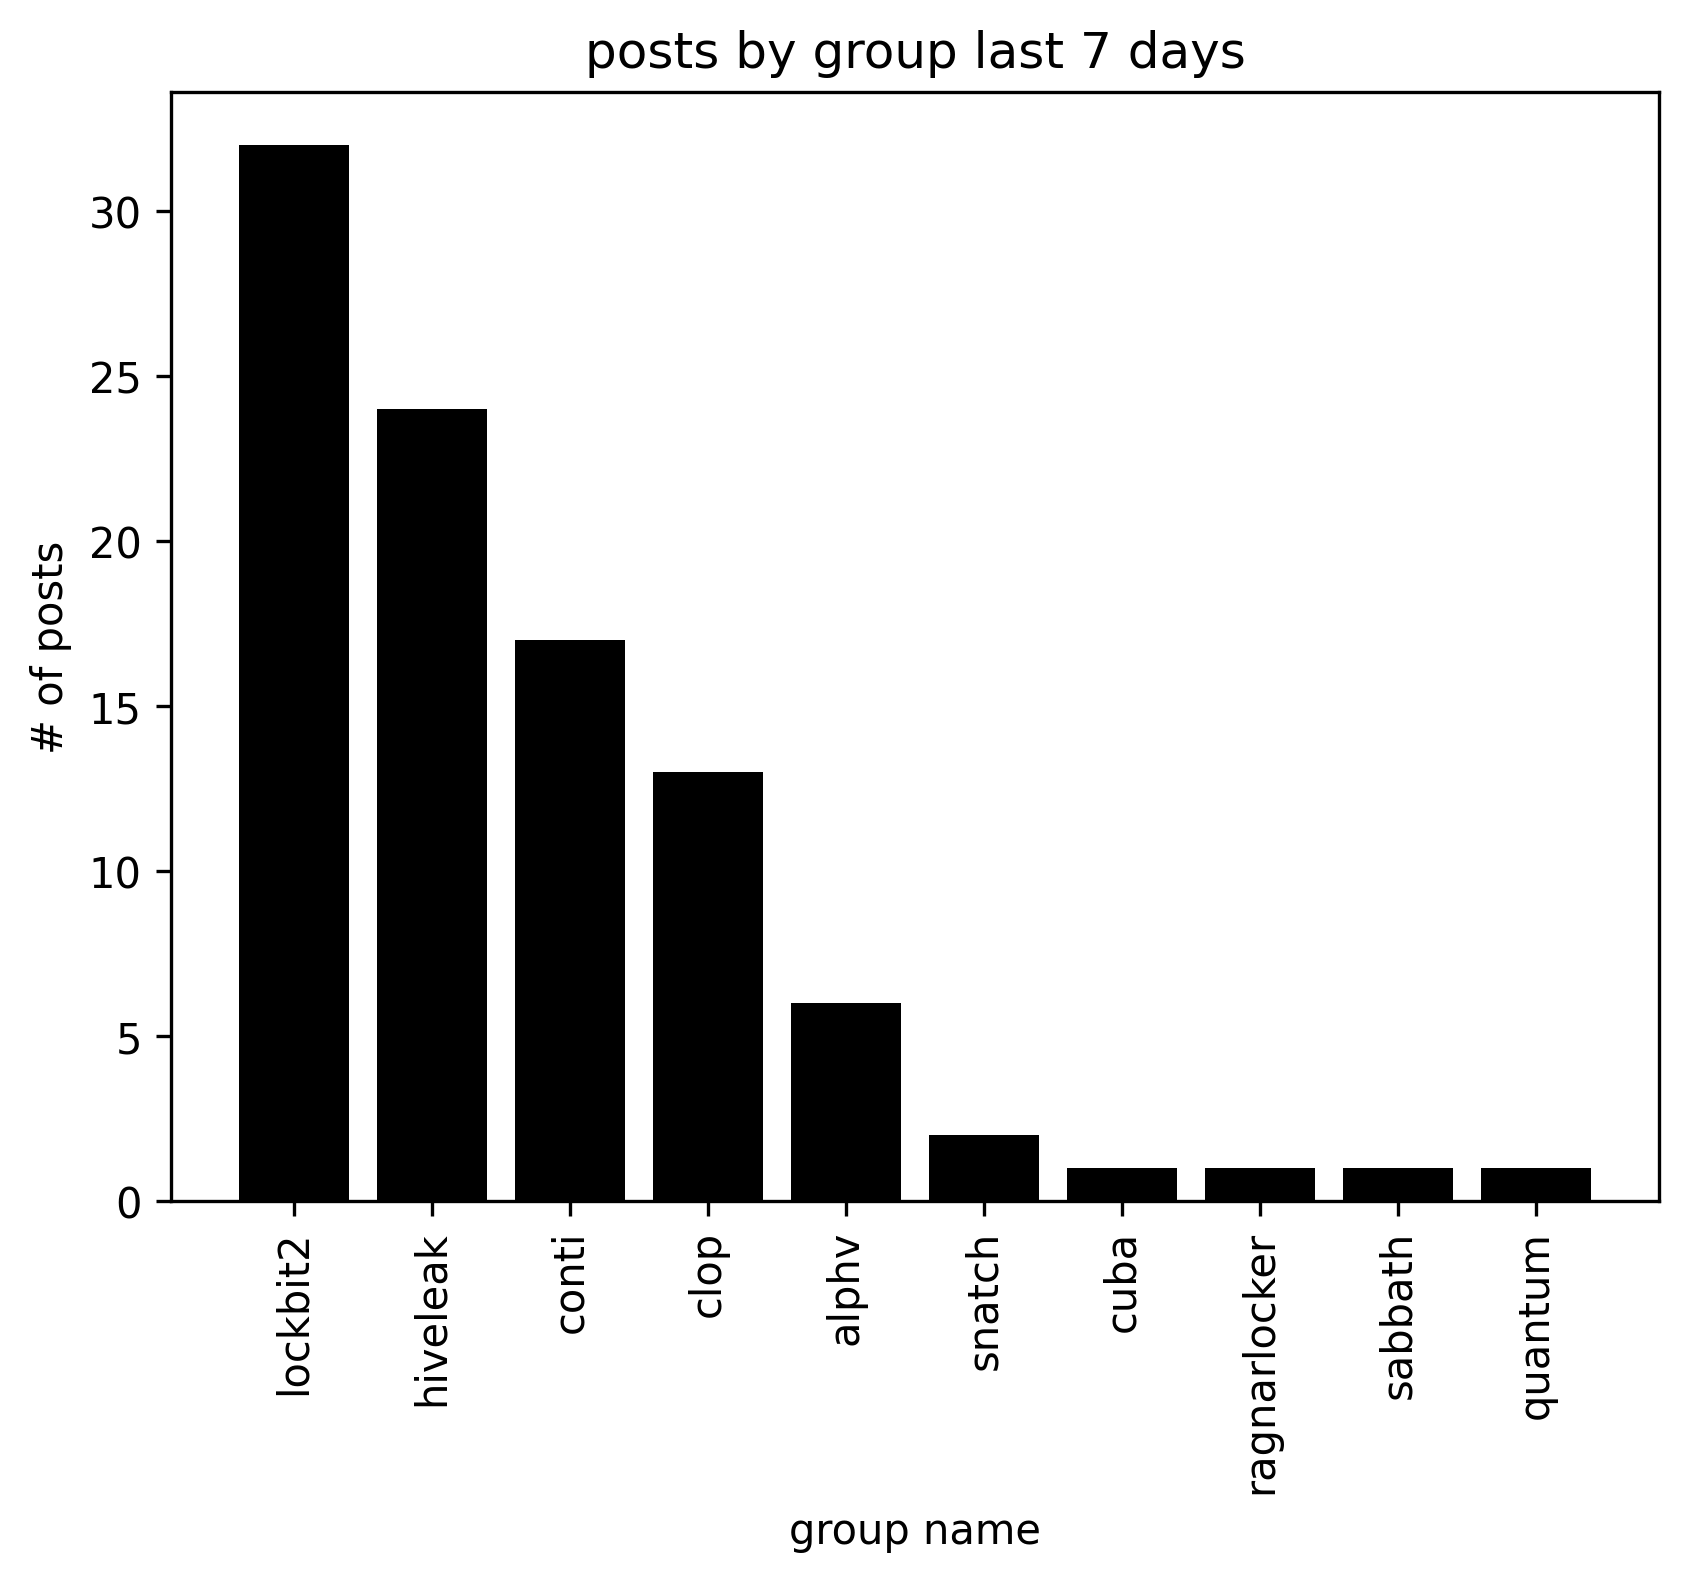 posts by group last 7 days
# of posts
30
25
20
15
10
5
0
lockbit2
hiveleak
conti
clop
alphv
snatch
cuba
ragnarlocker
sabbath
quantum
group name